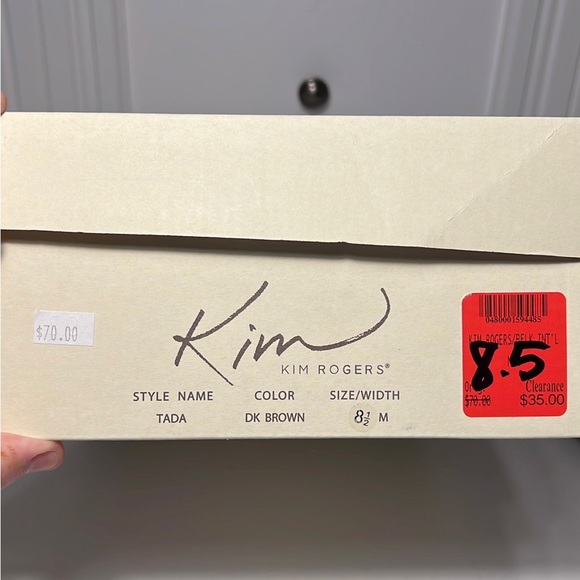 $70.00
Kim
KIM ROGERS®
STYLE NAME COLOR SIZE/WIDTH
TADA DK BROWN 8½ M
0480001594485
KIM ROGERS/BELK INT'L
8.5
Clearance
$70.00 $35.00